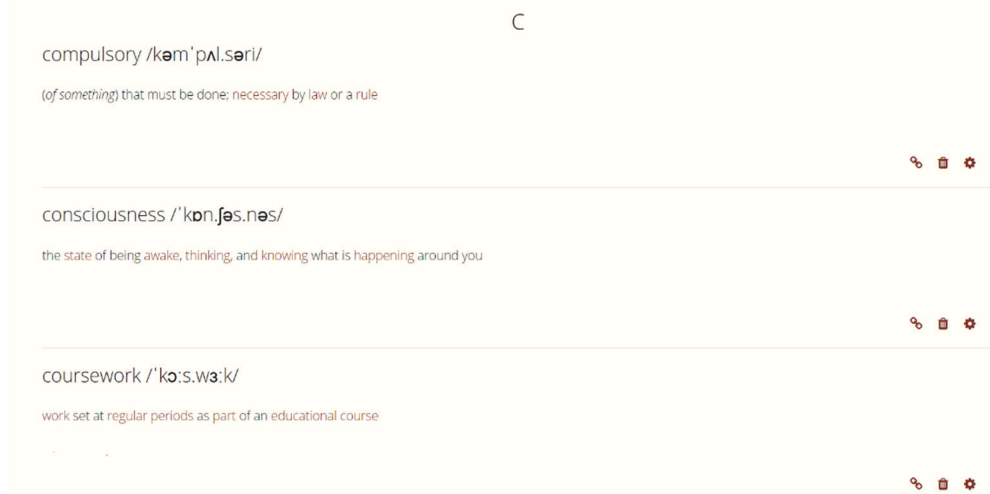 C
compulsory /kəmˈpʌl.səri/
(of something) that must be done; necessary by law or a rule
consciousness /ˈkɒn.ʃəs.nəs/
the state of being awake, thinking, and knowing what is happening around you
coursework /ˈkɔːs.wɜːk/
work set at regular periods as part of an educational course